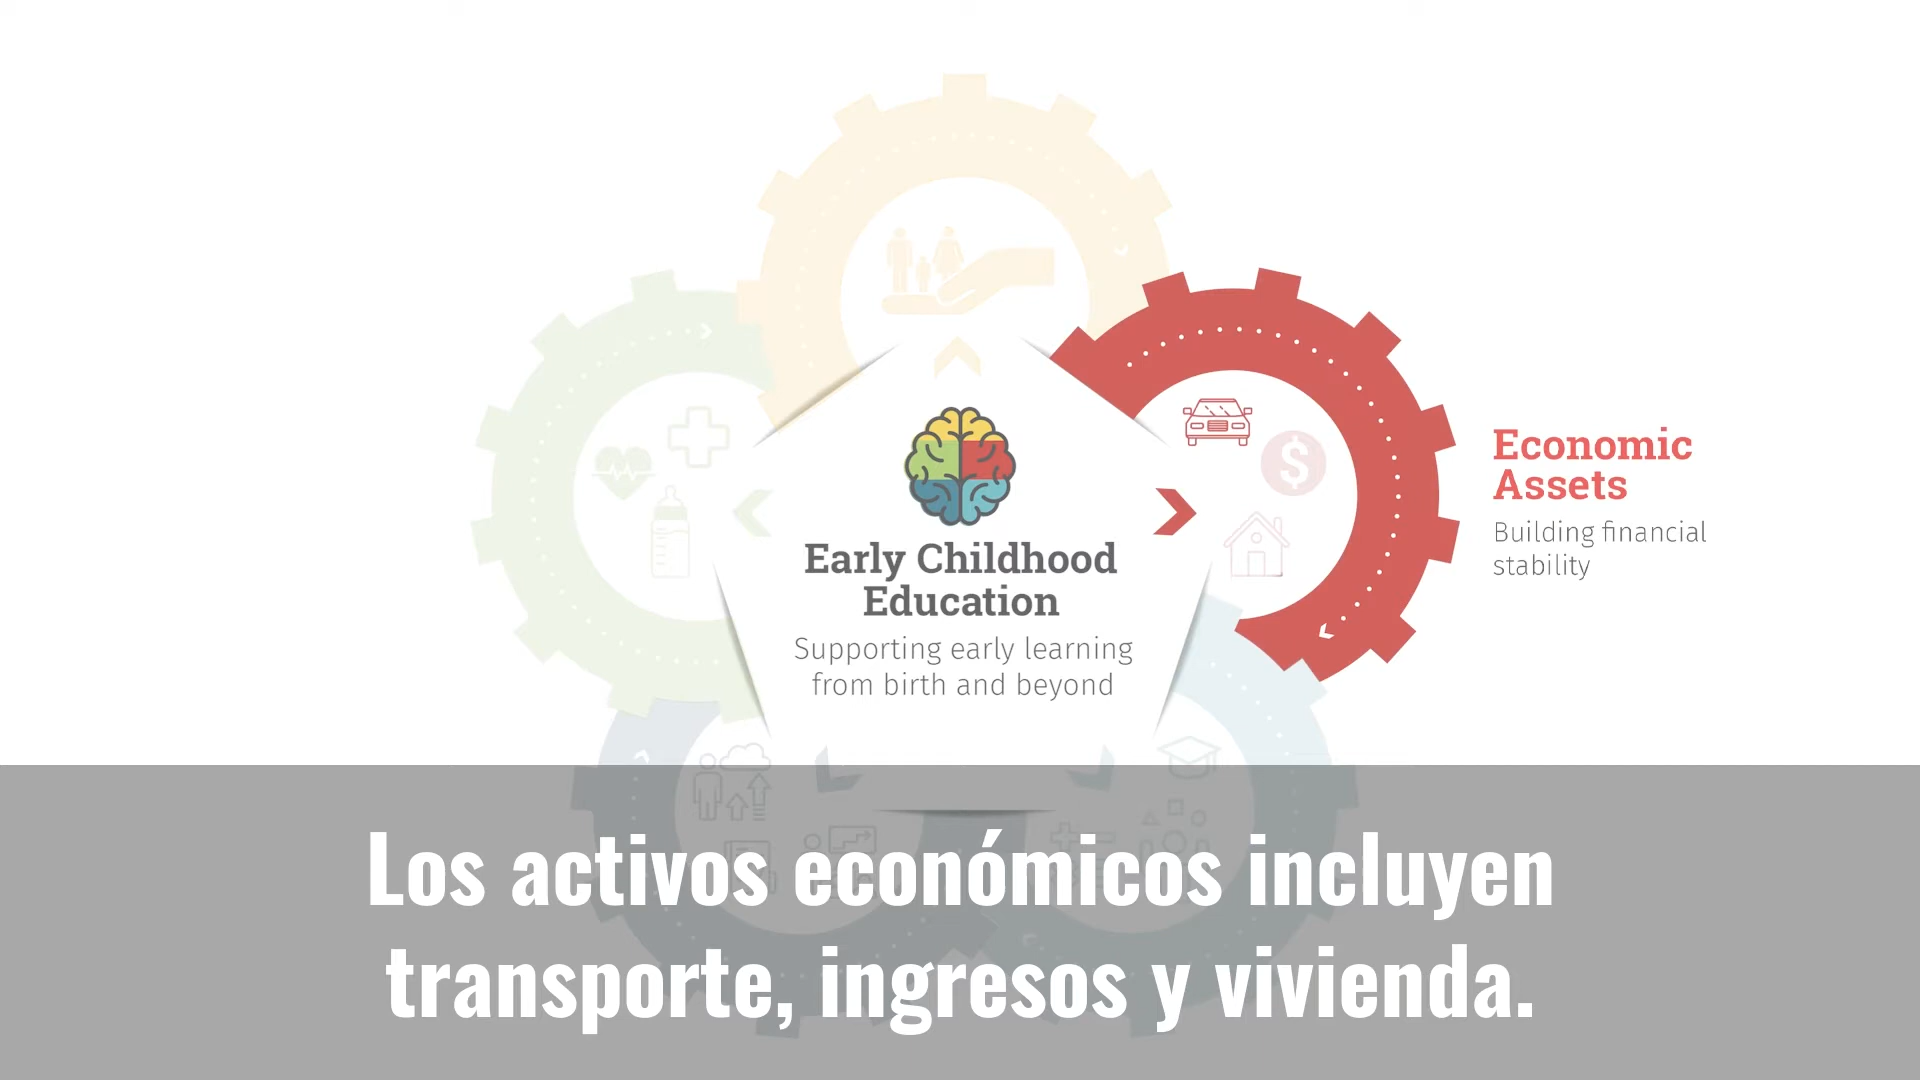 Early Childhood
Education
Supporting early learning
from birth and beyond
Economic
Assets
Building financial
stability
Los activos económicos incluyen
transporte, ingresos y vivienda.